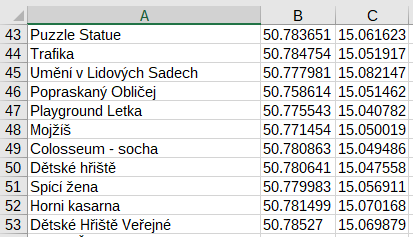 A B C
43 Puzzle Statue 50.783651 15.061623
44 Trafika 50.784754 15.051917
45 Umění v Lidových Sadech 50.777981 15.082147
46 Popraskaný Obličej 50.758614 15.051462
47 Playground Letka 50.775543 15.040782
48 Mojžíš 50.771454 15.050019
49 Colosseum - socha 50.780863 15.049486
50 Dětské hřiště 50.780641 15.047558
51 Spící žena 50.779983 15.056911
52 Horni kasarna 50.781499 15.070168
53 Dětské Hřiště Veřejné 50.78527 15.069879